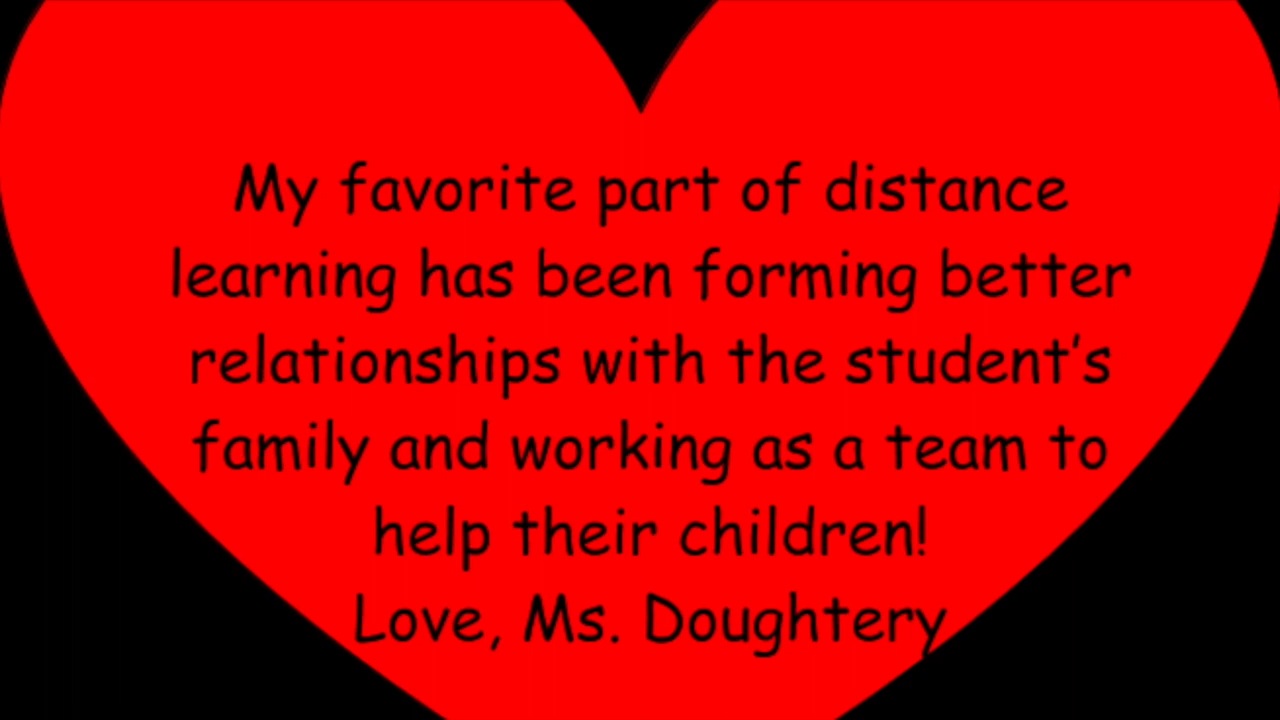 My favorite part of distance
learning has been forming better
relationships with the student’s
family and working as a team to
help their children!
Love, Ms. Doughtery